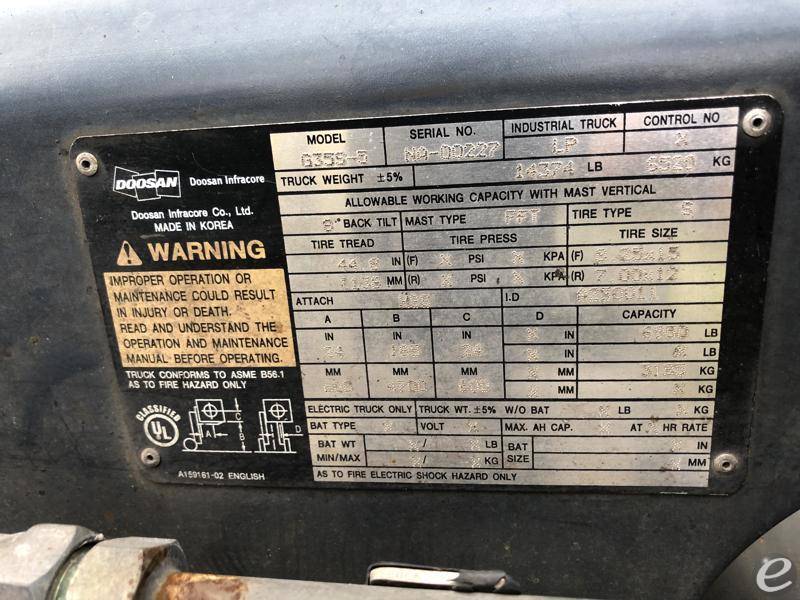 DOOSAN Doosan Infracore
Doosan Infracore Co., Ltd.
MADE IN KOREA
WARNING
IMPROPER OPERATION OR
MAINTENANCE COULD RESULT
IN INJURY OR DEATH.
READ AND UNDERSTAND THE
OPERATION AND MAINTENANCE
MANUAL BEFORE OPERATING.
TRUCK CONFORMS TO ASME B56.1
AS TO FIRE HAZARD ONLY
CLASSIFIED
UL
A
C
B
D
A159161-02 ENGLISH
MODEL SERIAL NO. INDUSTRIAL TRUCK CONTROL NO
G35S-5 NA-00227 LP X
TRUCK WEIGHT ±5% 14374 LB 6520 KG
ALLOWABLE WORKING CAPACITY WITH MAST VERTICAL
BACK TILT MAST TYPE FFT TIRE TYPE S
TIRE TREAD TIRE PRESS TIRE SIZE
IN (F) X PSI X KPA (F)
MM (R) X PSI X KPA (R) 7.00x12
ATTACH I.D
A B C D CAPACITY
IN IN IN X IN LB
24 24 X IN X LB
MM MM MM X MM KG
X MM X KG
ELECTRIC TRUCK ONLY TRUCK WT. ±5% W/O BAT X LB X KG
BAT TYPE X VOLT X MAX. AH CAP. X AT X HR RATE
BAT WT X / X LB BAT X IN
MIN/MAX X / X KG SIZE X MM
AS TO FIRE ELECTRIC SHOCK HAZARD ONLY
e